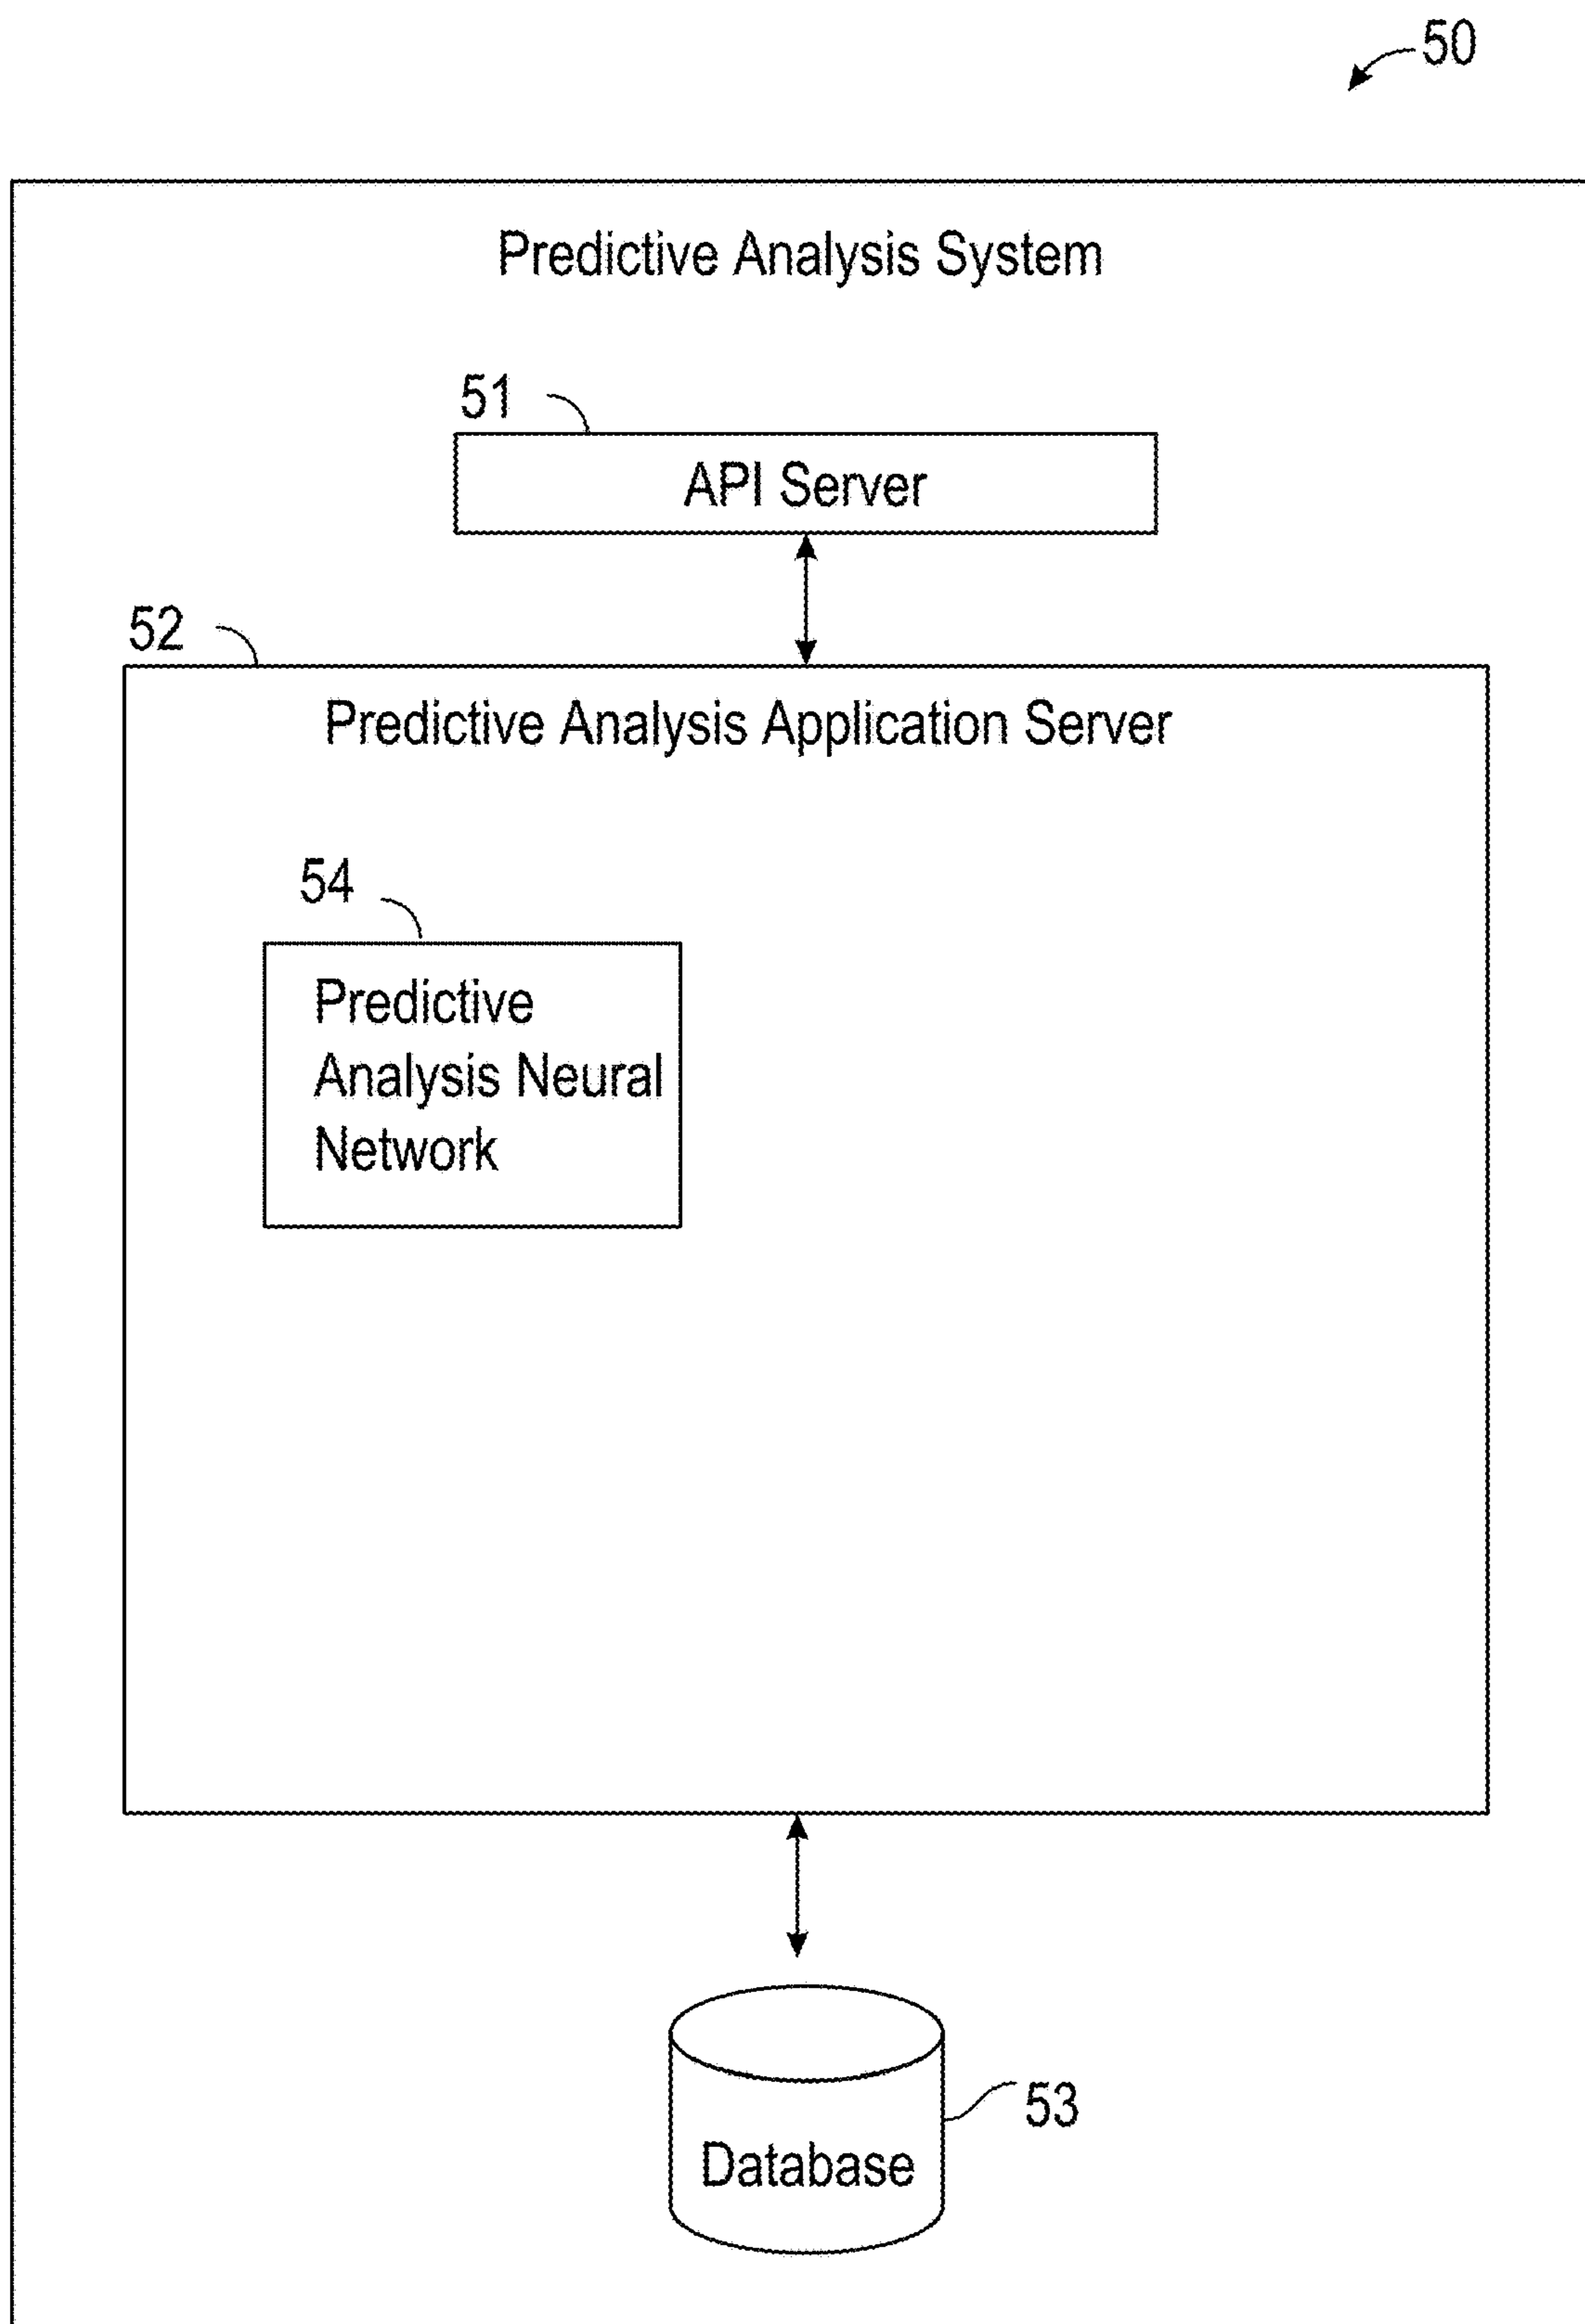 50
Predictive Analysis System
51
API Server
52
Predictive Analysis Application Server
54
Predictive
Analysis Neural
Network
53
Database